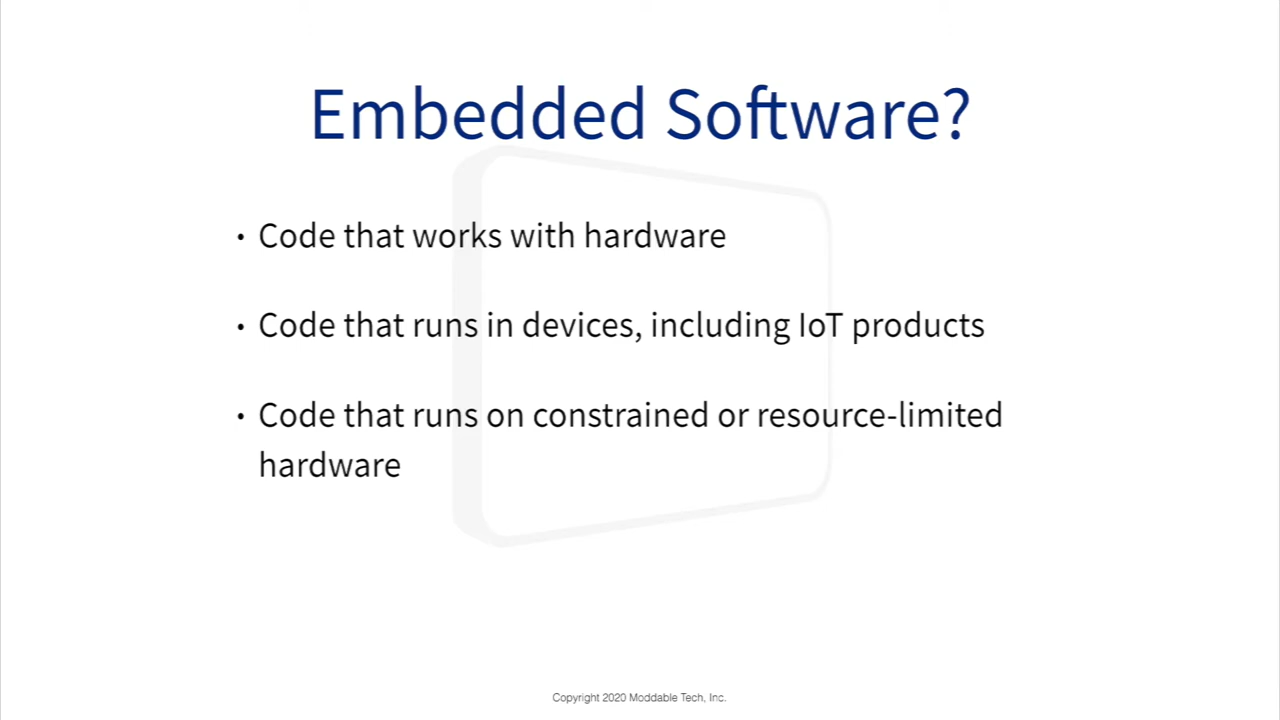 Embedded Software?
• Code that works with hardware
• Code that runs in devices, including IoT products
• Code that runs on constrained or resource-limited
hardware
Copyright 2020 Moddable Tech, Inc.